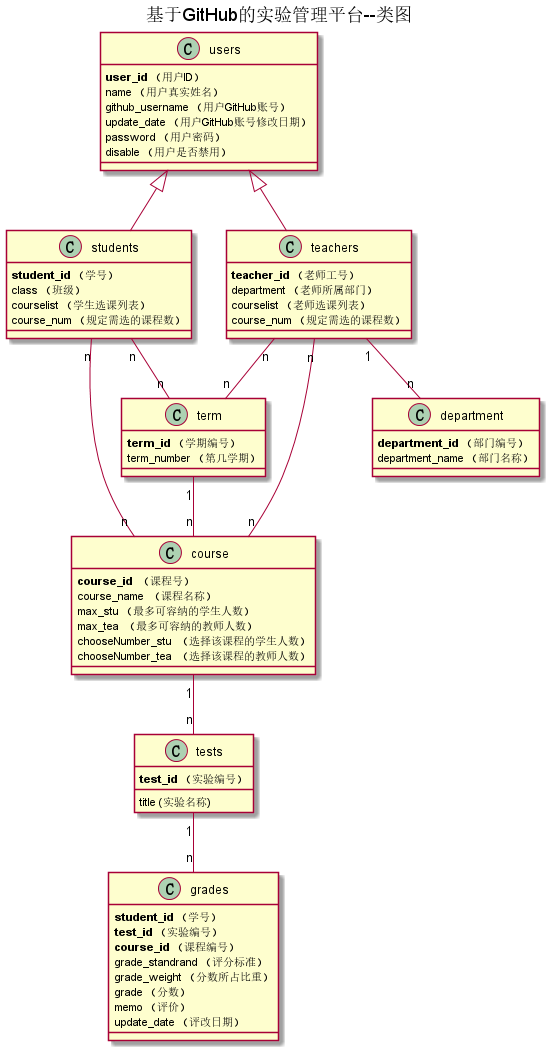 基于GitHub的实验管理平台--类图
C users
user_id （用户ID）
name （用户真实姓名）
github_username （用户GitHub账号）
update_date （用户GitHub账号修改日期）
password （用户密码）
disable （用户是否禁用）
C students
student_id （学号）
class （班级）
courselist （学生选课列表）
course_num （规定需选的课程数）
C teachers
teacher_id （老师工号）
department （老师所属部门）
courselist （老师选课列表）
course_num （规定需选的课程数）
n n n n 1
n n n
C term
term_id （学期编号）
term_number （第几学期）
C department
department_id （部门编号）
department_name （部门名称）
1
n n n
C course
course_id （课程号）
course_name （课程名称）
max_stu （最多可容纳的学生人数）
max_tea （最多可容纳的教师人数）
chooseNumber_stu （选择该课程的学生人数）
chooseNumber_tea （选择该课程的教师人数）
1
n
C tests
test_id （实验编号）
title (实验名称)
1
n
C grades
student_id （学号）
test_id （实验编号）
course_id （课程编号）
grade_standrand （评分标准）
grade_weight （分数所占比重）
grade （分数）
memo （评价）
update_date （评改日期）